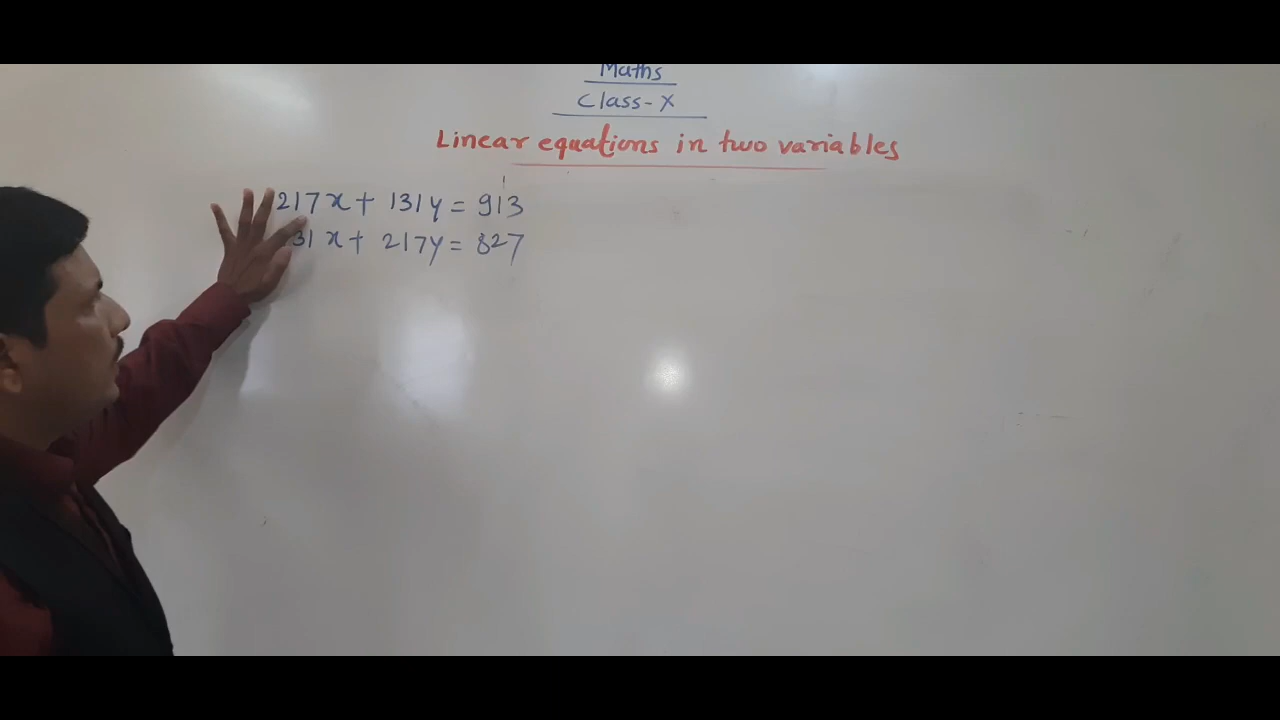 Maths
Class-X
Linear equations in two variables
217x + 131y = 913
31x + 217y = 827